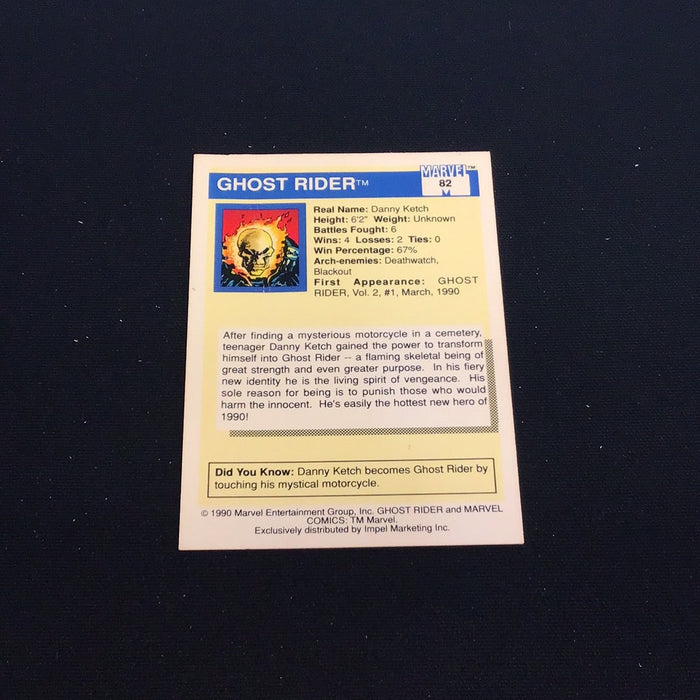 MARVEL™
GHOST RIDER™ 82
Real Name: Danny Ketch
Height: 6'2" Weight: Unknown
Battles Fought: 6
Wins: 4 Losses: 2 Ties: 0
Win Percentage: 67%
Arch-enemies: Deathwatch,
Blackout
First Appearance: GHOST
RIDER, Vol. 2, #1, March, 1990
After finding a mysterious motorcycle in a cemetery,
teenager Danny Ketch gained the power to transform
himself into Ghost Rider -- a flaming skeletal being of
great strength and even greater purpose. In his fiery
new identity he is the living spirit of vengeance. His
sole reason for being is to punish those who would
harm the innocent. He's easily the hottest new hero of
1990!
Did You Know: Danny Ketch becomes Ghost Rider by
touching his mystical motorcycle.
© 1990 Marvel Entertainment Group, Inc. GHOST RIDER and MARVEL
COMICS: TM Marvel.
Exclusively distributed by Impel Marketing Inc.